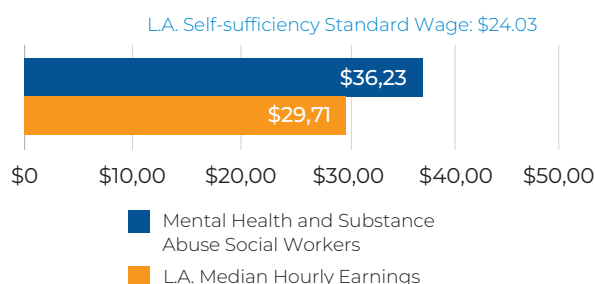 L.A. Self-sufficiency Standard Wage: $24.03
$36,23
$29,71
$0 $10,00 $20,00 $30,00 $40,00 $50,00
Mental Health and Substance
Abuse Social Workers
L.A. Median Hourly Earnings